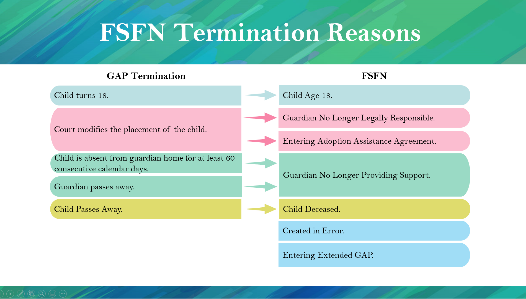 FSFN Termination Reasons
GAP Termination
FSFN
Child turns 18.
Child Age 18.
Court modifies the placement of the child.
Guardian No Longer Legally Responsible.
Entering Adoption Assistance Agreement.
Child is absent from guardian home for at least 60
consecutive calendar days.
Guardian passes away.
Guardian No Longer Providing Support.
Child Passes Away.
Child Deceased.
Created in Error.
Entering Extended GAP.